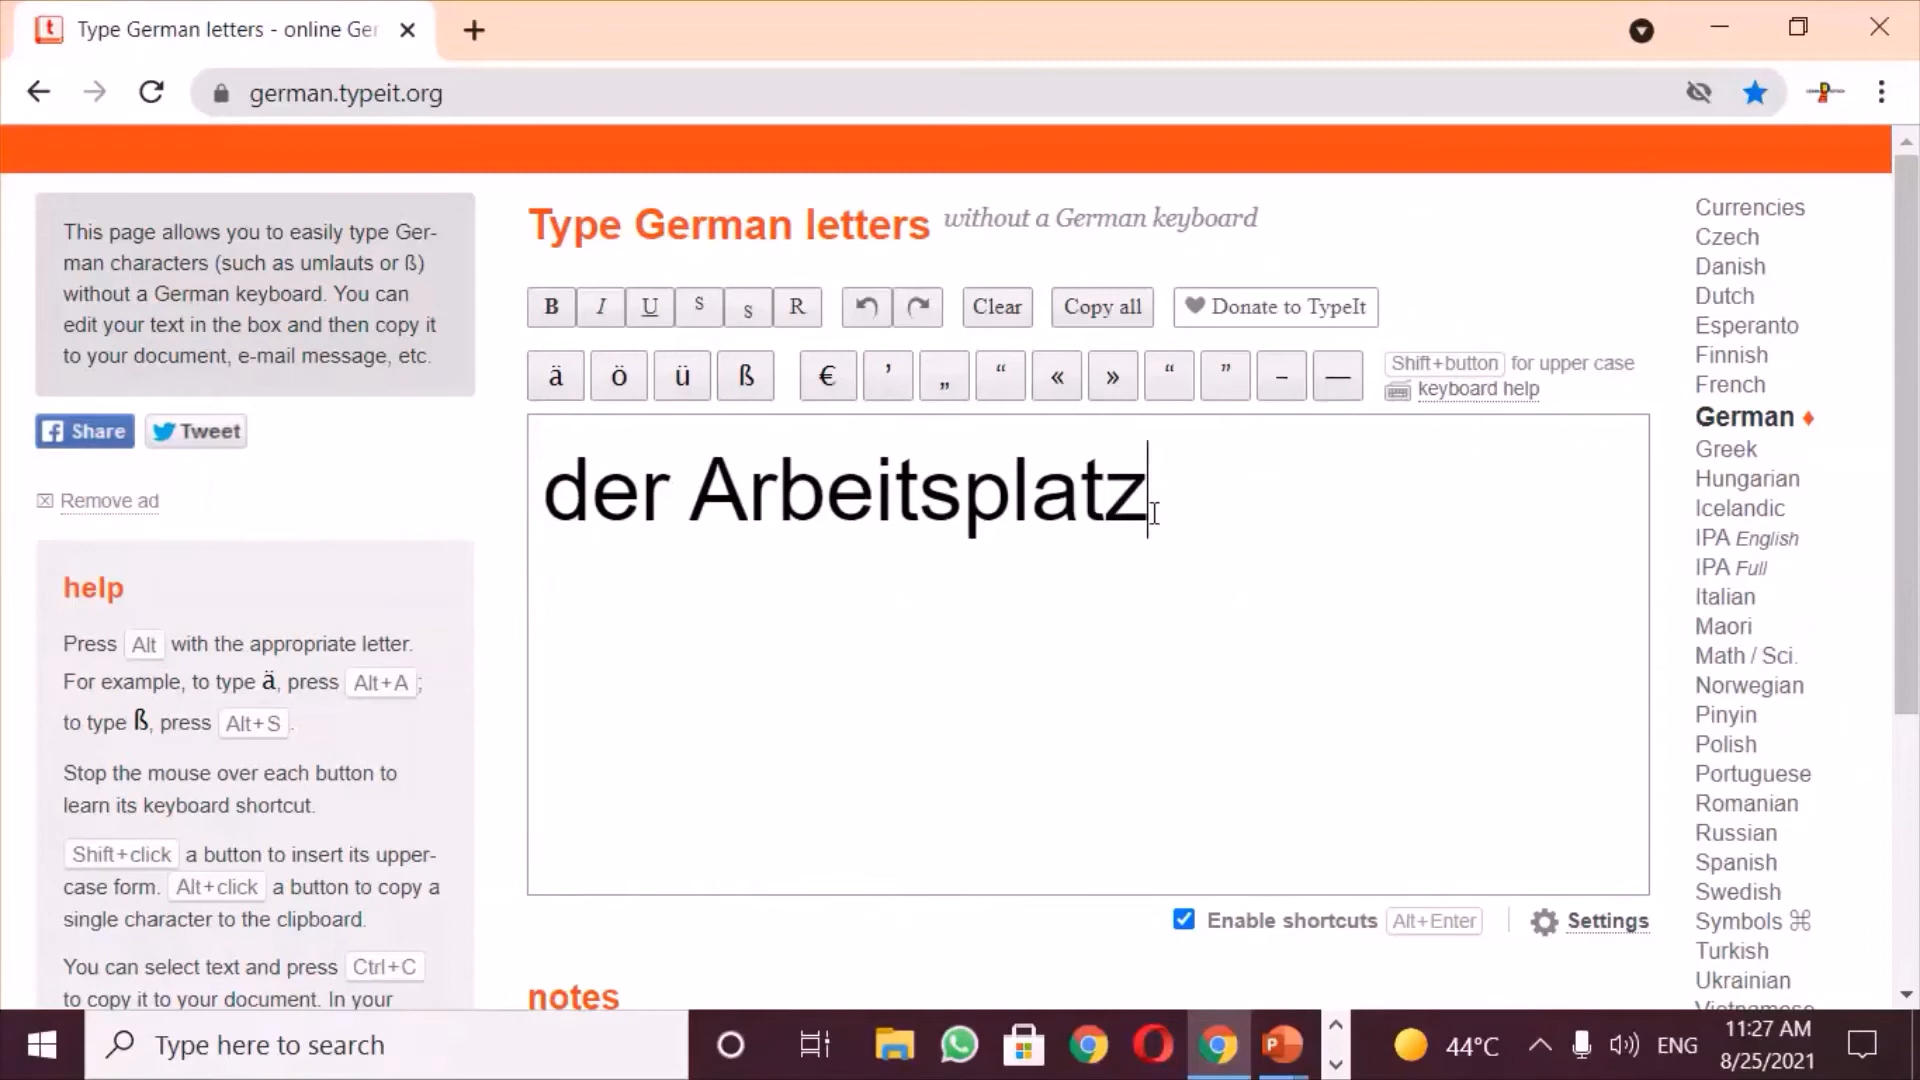 Type German letters - online Ger
german.typeit.org
This page allows you to easily type Ger-
man characters (such as umlauts or ß)
without a German keyboard. You can
edit your text in the box and then copy it
to your document, e-mail message, etc.
Share Tweet
Remove ad
help
Press Alt with the appropriate letter.
For example, to type ä, press Alt+A;
to type ß, press Alt+S.
Stop the mouse over each button to
learn its keyboard shortcut.
Shift+click a button to insert its upper-
case form. Alt+click a button to copy a
single character to the clipboard.
You can select text and press Ctrl+C
to copy it to your document. In your
Type German letters without a German keyboard
B I U S S R Clear Copy all Donate to TypeIt
ä ö ü ß € ’ „ “ « » “ ” – —
Shift+button for upper case
keyboard help
der Arbeitsplatz
Enable shortcuts Alt+Enter Settings
notes
Currencies
Czech
Danish
Dutch
Esperanto
Finnish
French
German
Greek
Hungarian
Icelandic
IPA English
IPA Full
Italian
Maori
Math / Sci.
Norwegian
Pinyin
Polish
Portuguese
Romanian
Russian
Spanish
Swedish
Symbols ⌘
Turkish
Ukrainian
Vietnamese
Type here to search
44°C ENG
11:27 AM
8/25/2021